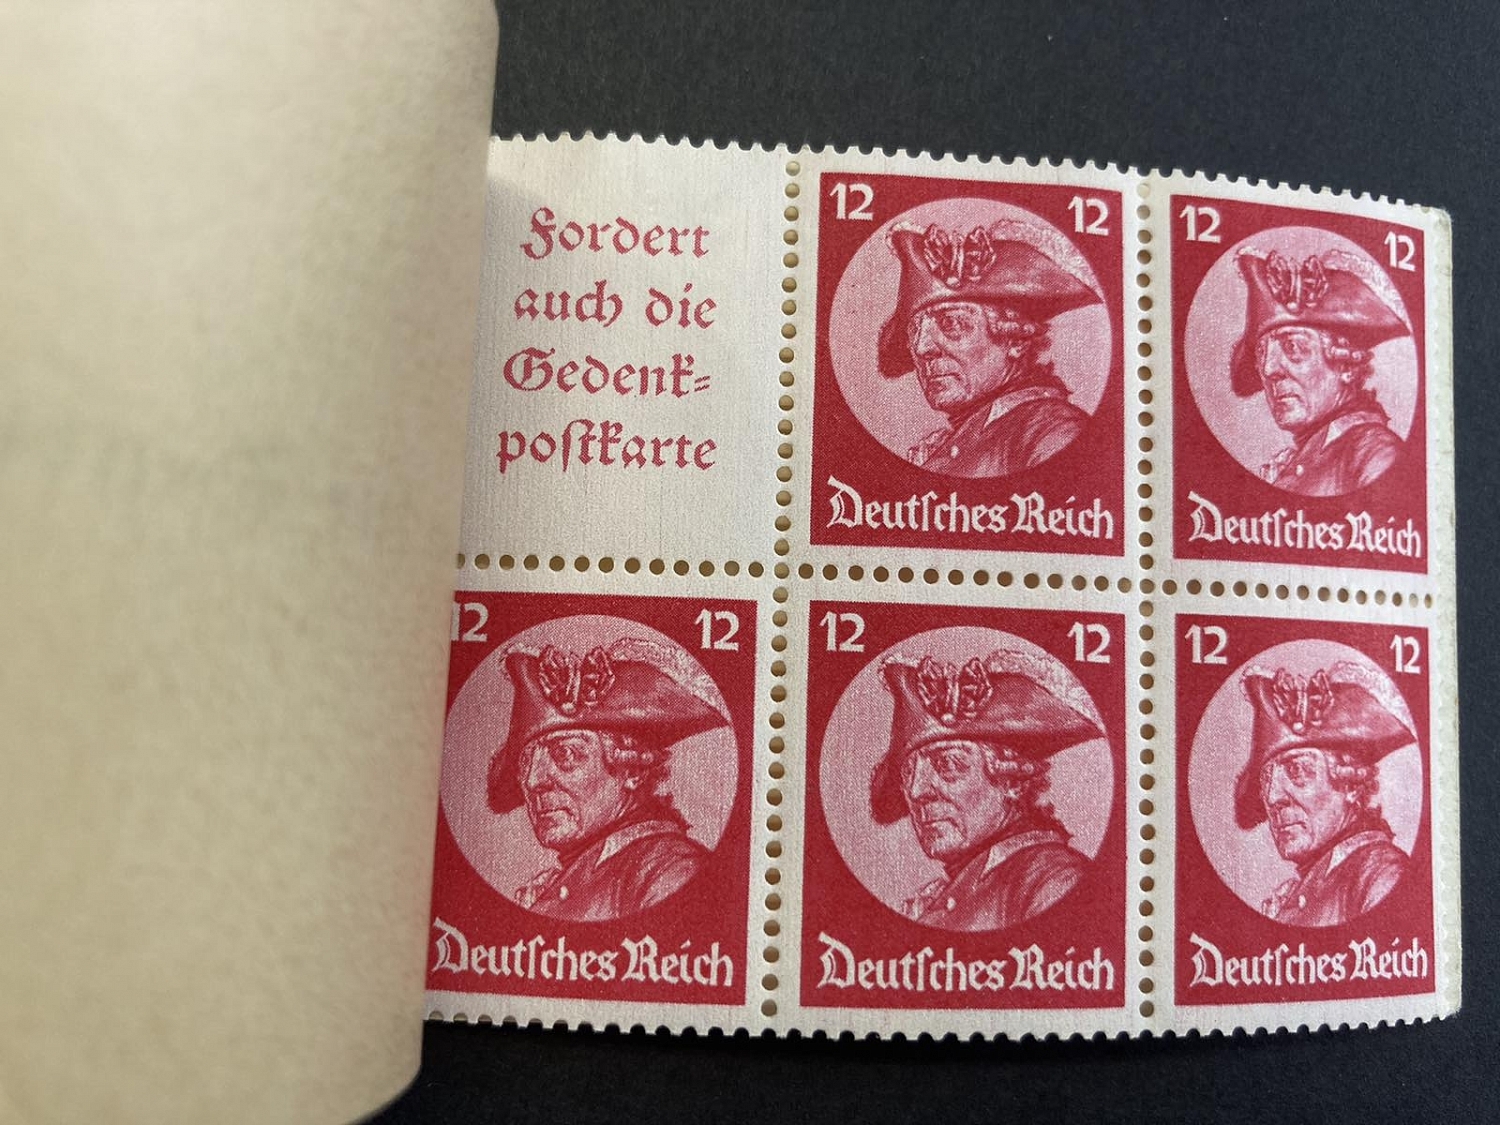 Fordert
auch die
Gedenk-
poſtkarte
12 12
Deutſches Reich
12 12
Deutſches Reich
12 12
Deutſches Reich
12 12
Deutſches Reich
12 12
Deutſches Reich